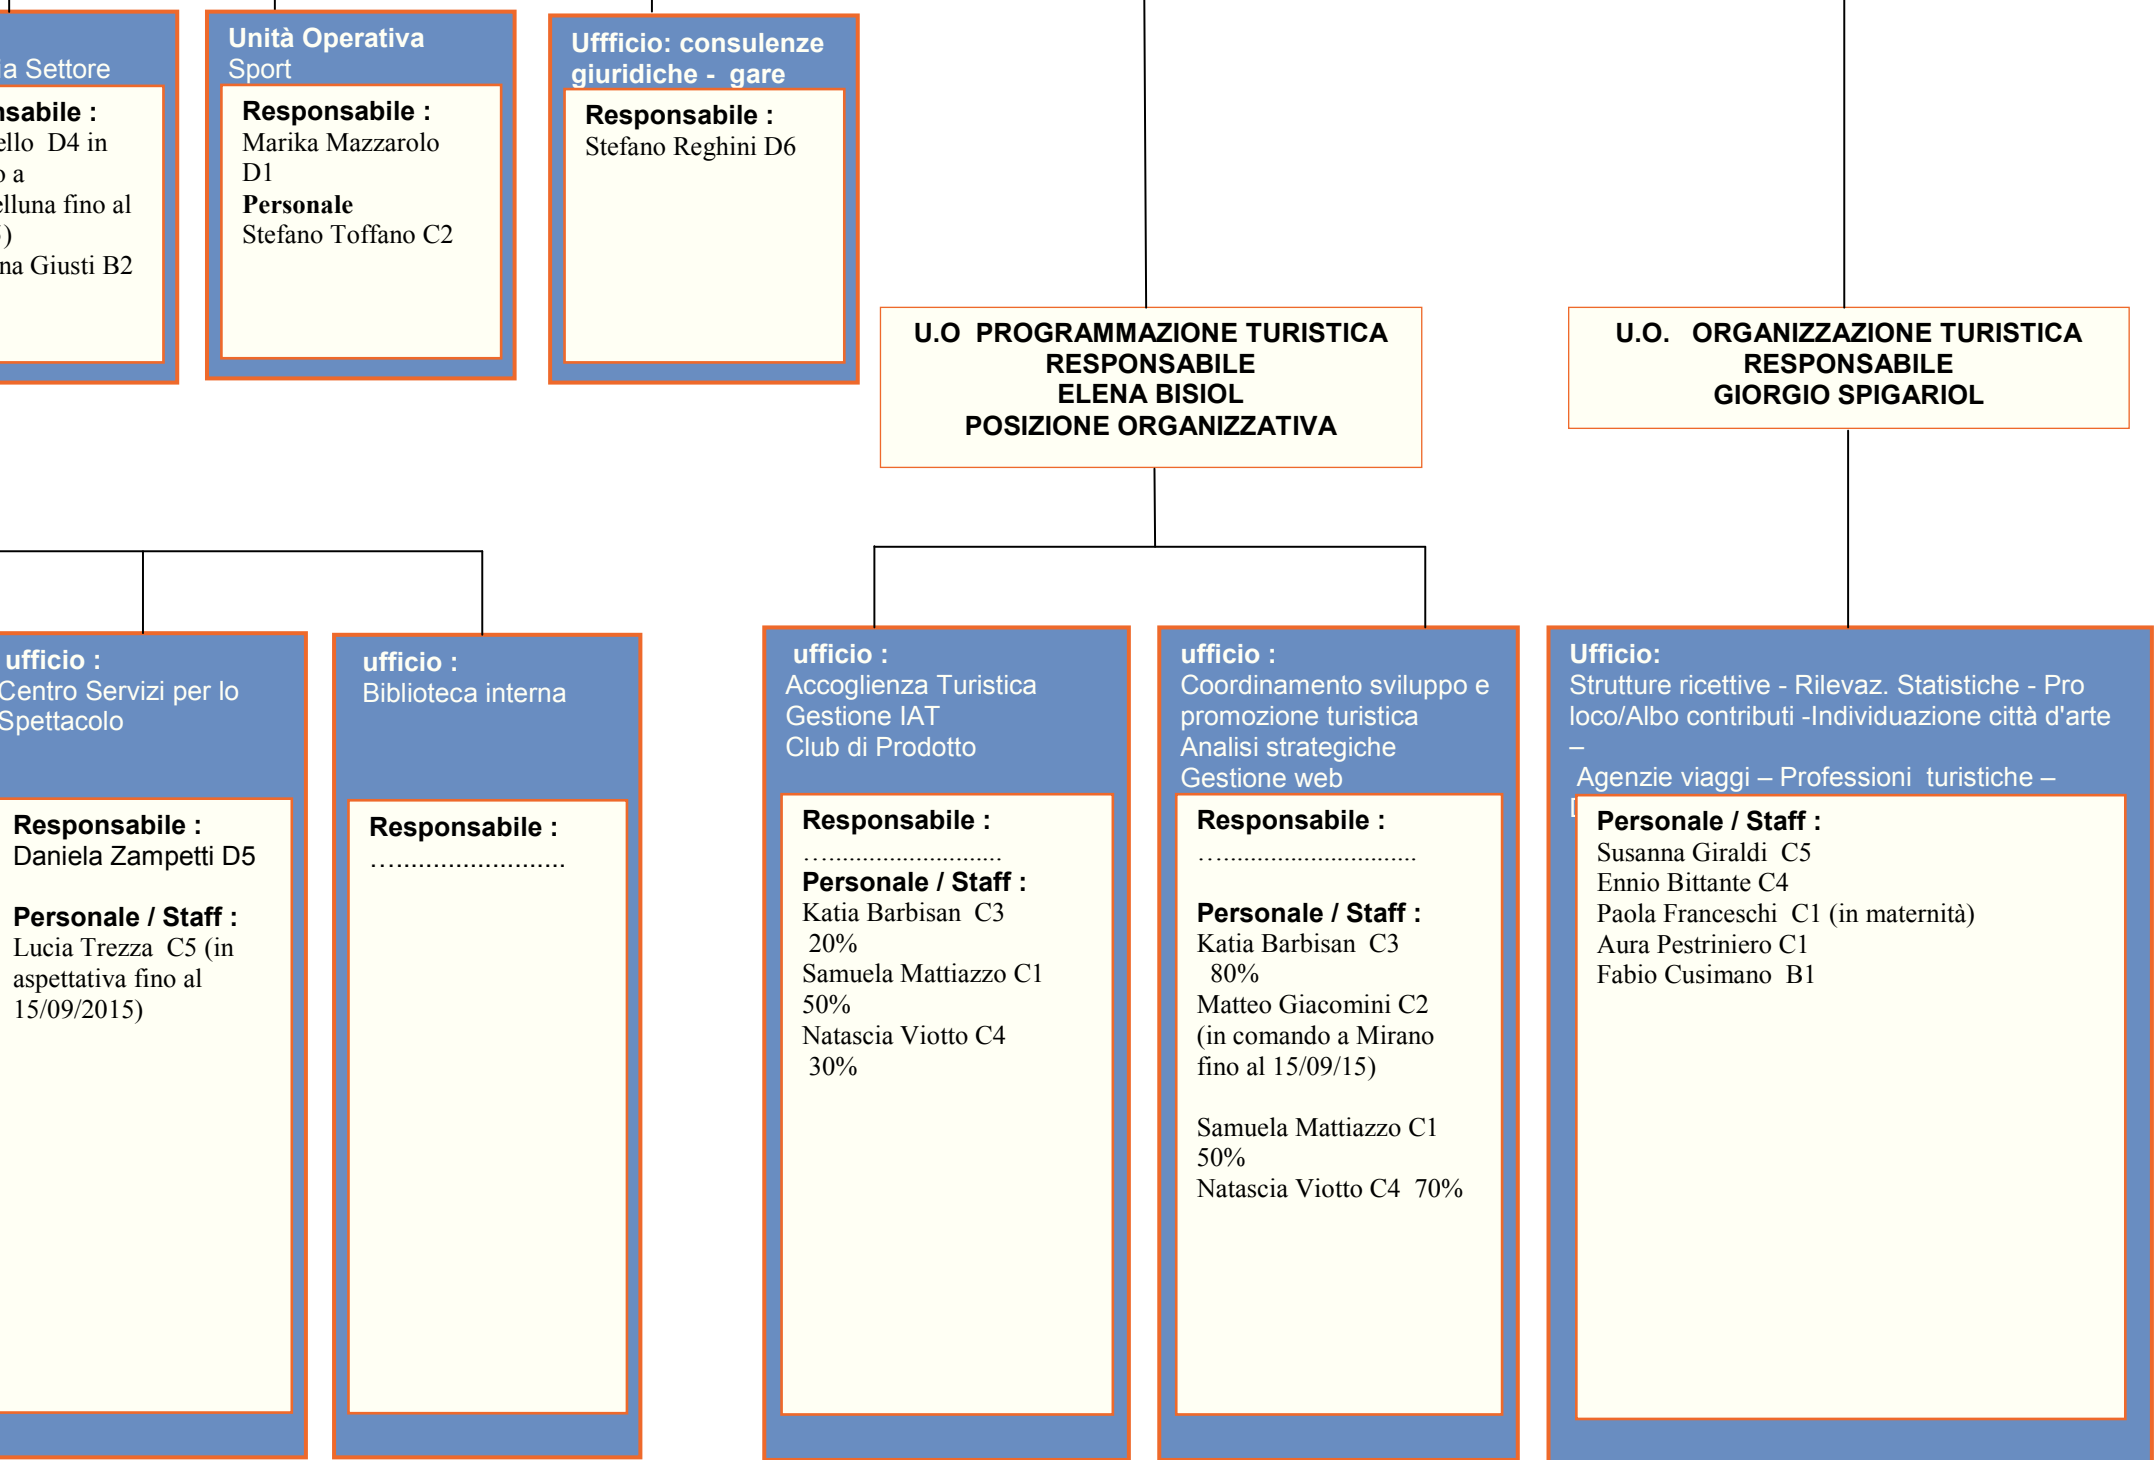 Settore
Responsabile :
D4 in
a
fino al
Giusti B2
Unità Operativa
Sport
Responsabile :
Marika Mazzarolo
D1
Personale
Stefano Toffano C2
Uffficio: consulenze
giuridiche - gare
Responsabile :
Stefano Reghini D6
U.O PROGRAMMAZIONE TURISTICA
RESPONSABILE
ELENA BISIOL
POSIZIONE ORGANIZZATIVA
U.O. ORGANIZZAZIONE TURISTICA
RESPONSABILE
GIORGIO SPIGARIOL
ufficio :
Centro Servizi per lo
Spettacolo
Responsabile :
Daniela Zampetti D5
Personale / Staff :
Lucia Trezza C5 (in
aspettativa fino al
15/09/2015)
ufficio :
Biblioteca interna
Responsabile :
….......................
ufficio :
Accoglienza Turistica
Gestione IAT
Club di Prodotto
Responsabile :
….........................
Personale / Staff :
Katia Barbisan C3
20%
Samuela Mattiazzo C1
50%
Natascia Viotto C4
30%
ufficio :
Coordinamento sviluppo e
promozione turistica
Analisi strategiche
Gestione web
Responsabile :
…............................
Personale / Staff :
Katia Barbisan C3
80%
Matteo Giacomini C2
(in comando a Mirano
fino al 15/09/15)
Samuela Mattiazzo C1
50%
Natascia Viotto C4 70%
Ufficio:
Strutture ricettive - Rilevaz. Statistiche - Pro
loco/Albo contributi -Individuazione città d'arte
–
Agenzie viaggi – Professioni turistiche –
Personale / Staff :
Susanna Giraldi C5
Ennio Bittante C4
Paola Franceschi C1 (in maternità)
Aura Pestriniero C1
Fabio Cusimano B1